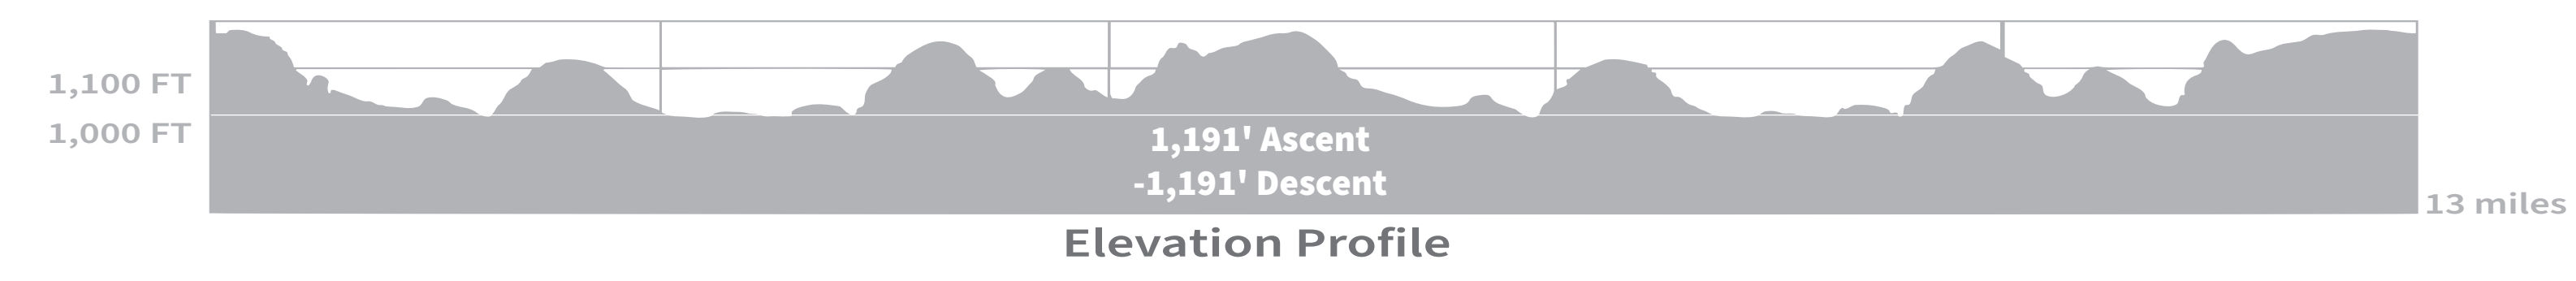 1,100 FT
1,000 FT
1,191' Ascent
-1,191' Descent
13 miles
Elevation Profile